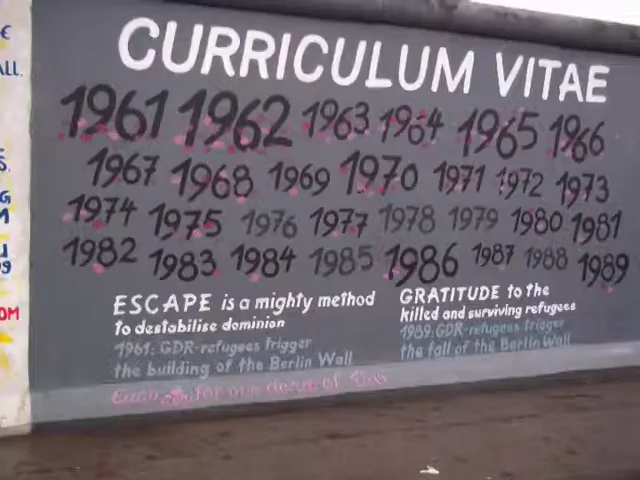 CURRICULUM VITAE
1961 1962 1963 1964 1965 1966
1967 1968 1969 1970 1971 1972 1973
1974 1975 1976 1977 1978 1979 1980 1981
1982 1983 1984 1985 1986 1987 1988 1989
ESCAPE is a mighty method
to destabilise dominion
1961: GDR-refugees trigger
the building of the Berlin Wall
GRATITUDE to the
killed and surviving refugees
1989: GDR-refugees trigger
the fall of the Berlin Wall
for our
of